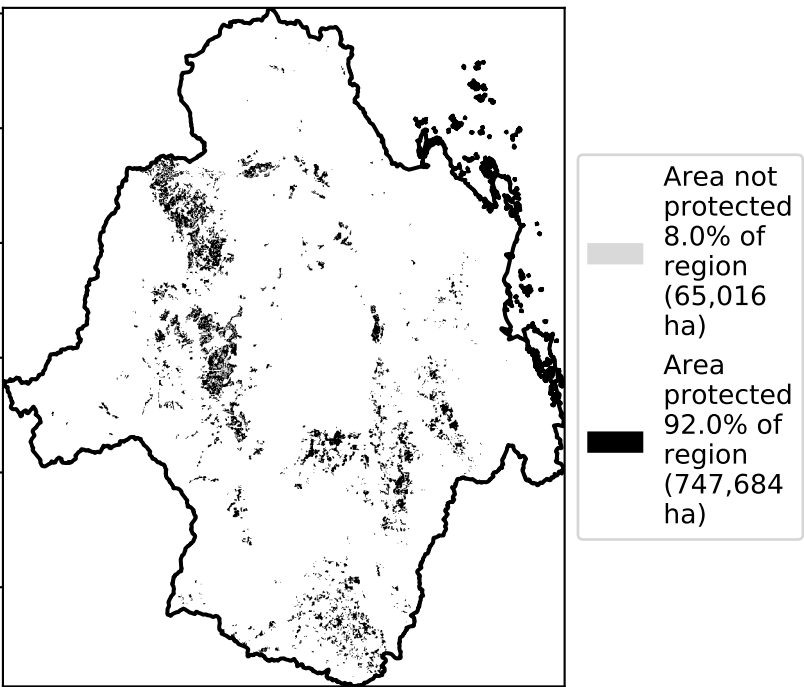 Area not
protected
8.0% of
region
(65,016
ha)
Area
protected
92.0% of
region
(747,684
ha)